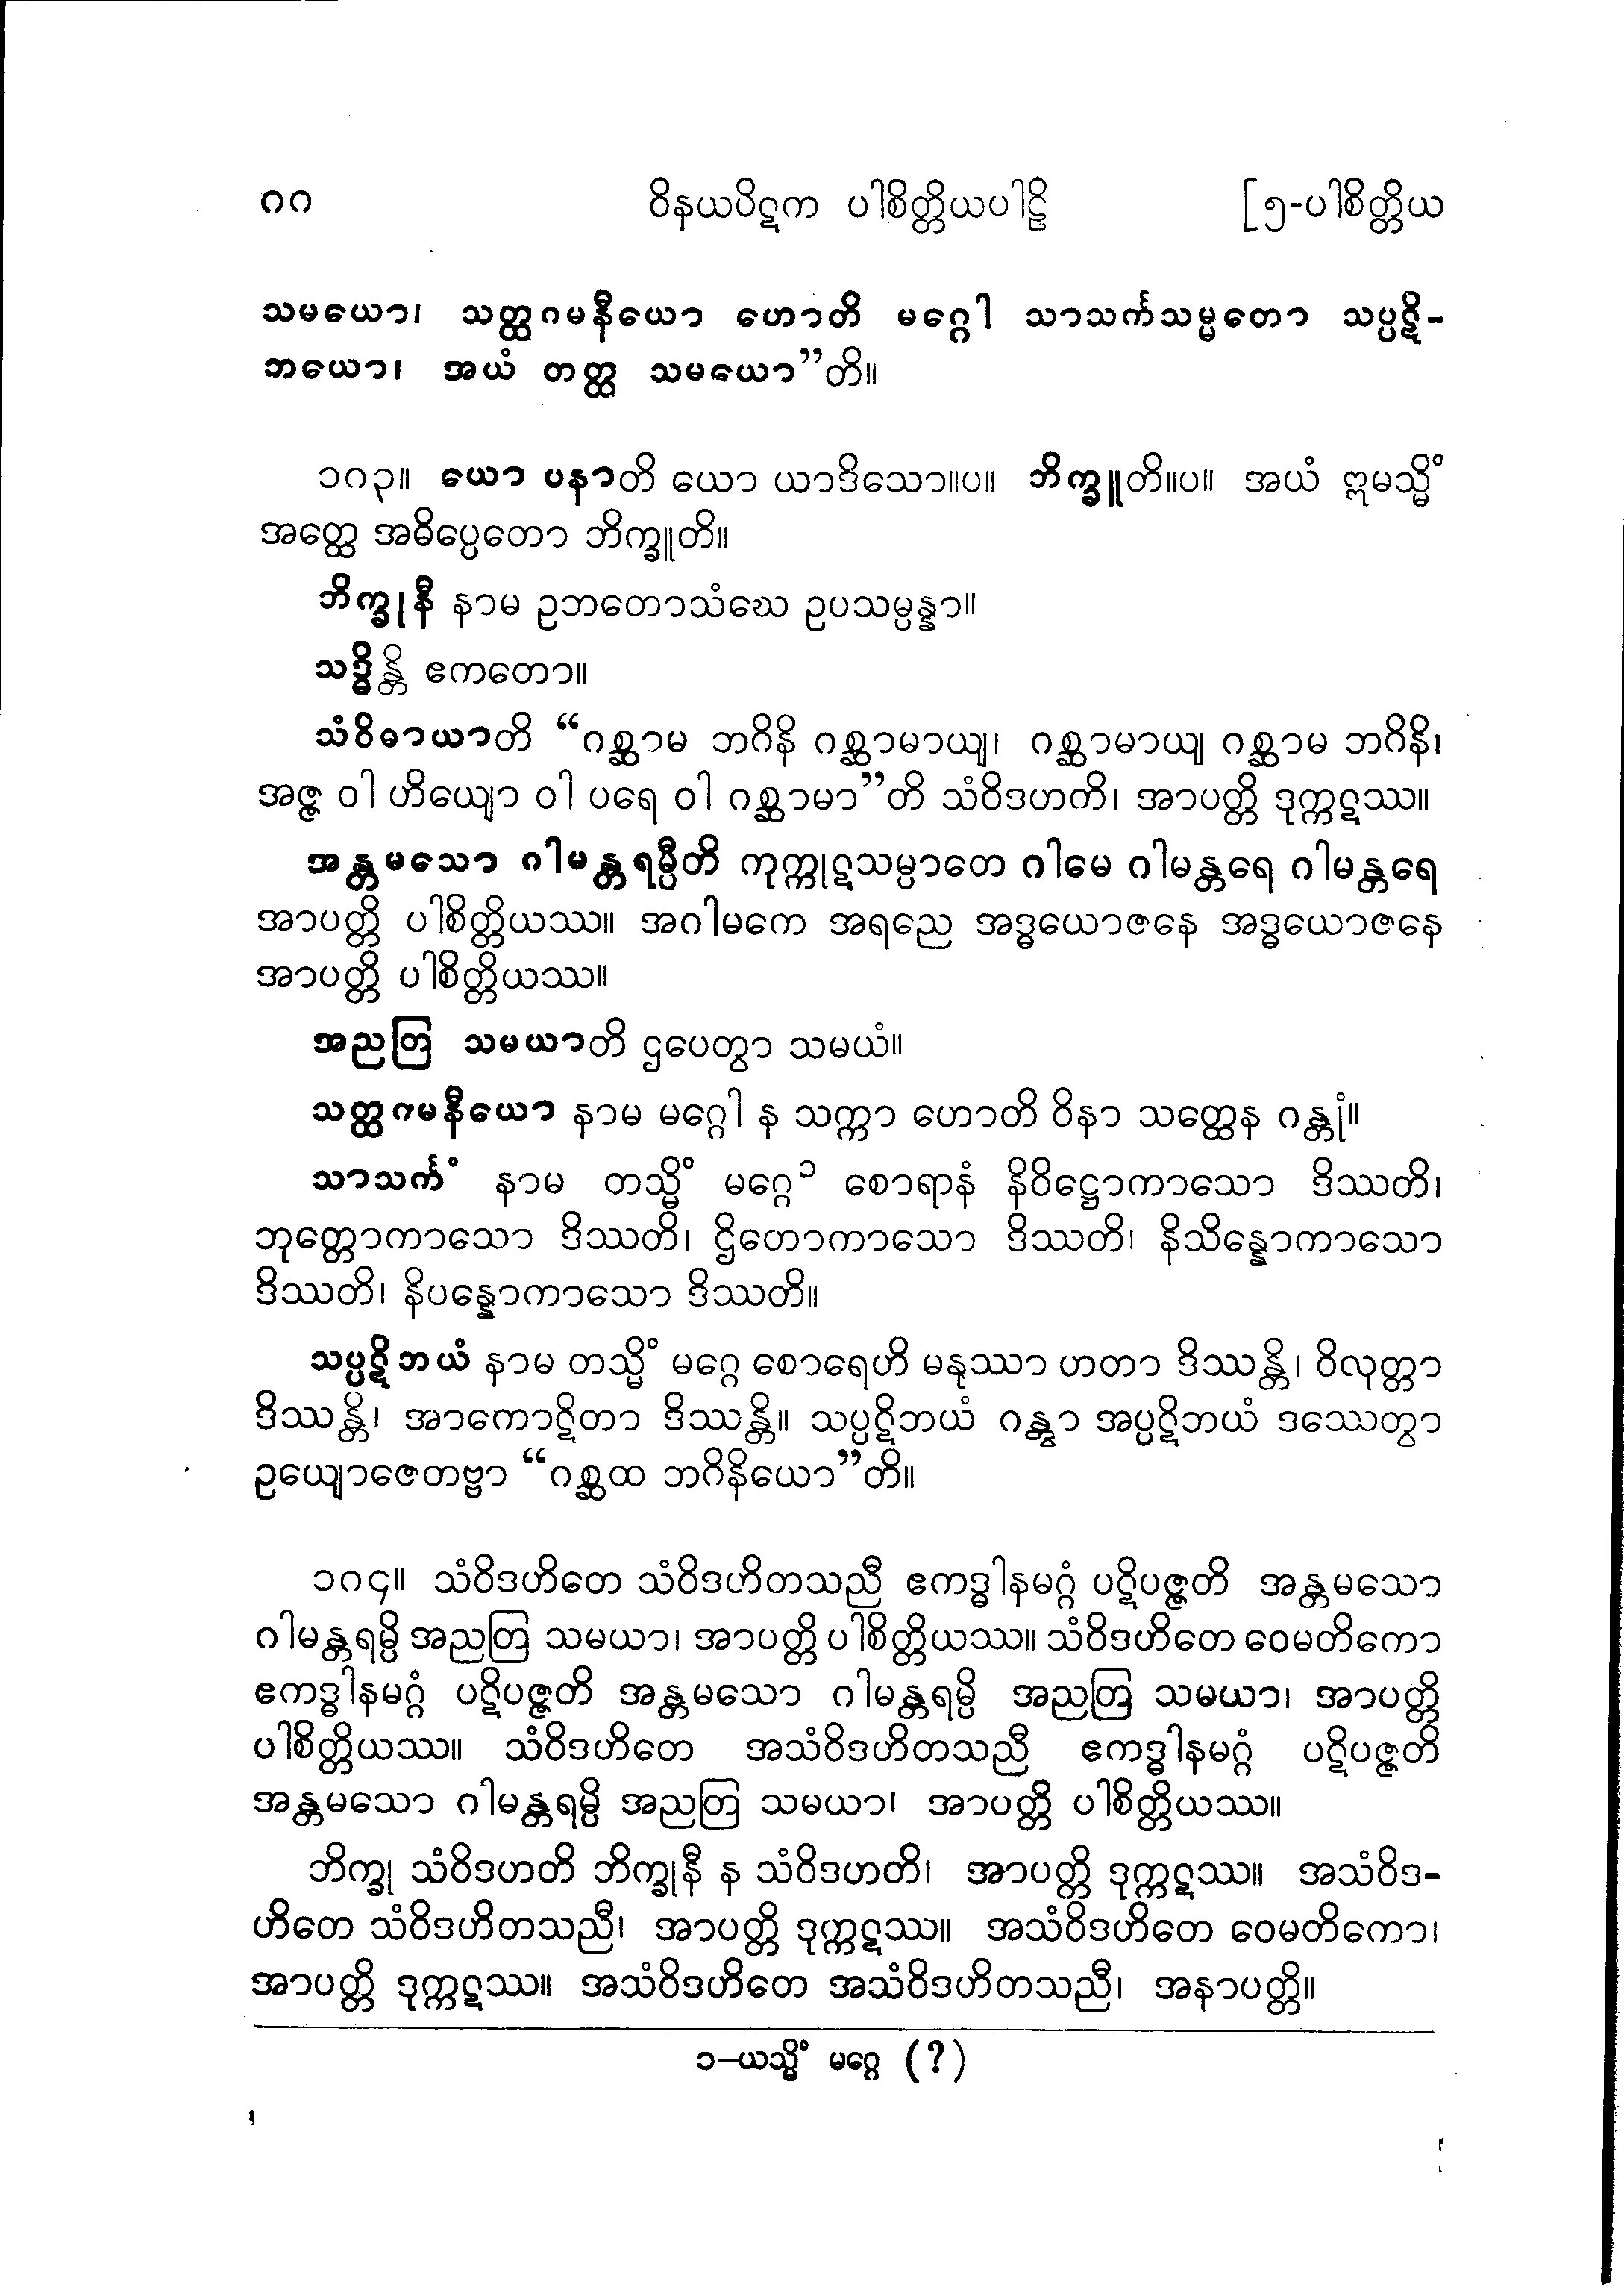 ၈၈ ဝိနယပိဋက ပါစိတ္တိယပါဠိ [၅-ပါစိတ္တိယ
သမယော၊ သတ္ထဂမနီယော ဟောတိ မဂ္ဂေါ သာသင်္ကသမ္မတော သပ္ပဋိ-
ဘယော၊ အယံ တတ္ထ သမယော”တိ။
၁၈၃။ ယော ပနာတိ ယော ယာဒိသော။ပ။ ဘိက္ခူတိ။ပ။ အယံ ဣမသ္မိံ
အတ္ထေ အဓိပ္ပေတော ဘိက္ခူတိ။
ဘိက္ခုနီ နာမ ဥဘတောသံဃေ ဥပသမ္ပန္နာ။
သဒ္ဓိန္တိ ဧကတော။
သံဝိဓာယာတိ “ဂစ္ဆာမ ဘဂိနိ ဂစ္ဆာမာယျ၊ ဂစ္ဆာမာယျ ဂစ္ဆာမ ဘဂိနိ၊
အဇ္ဇ ဝါ ဟိယျော ဝါ ပရေ ဝါ ဂစ္ဆာမာ”တိ သံဝိဒဟကိ၊ အာပတ္တိ ဒုက္ကဋဿ။
အန္တမသော ဂါမန္တရမ္ပီတိ ကုက္ကုဋသမ္ပာတေ ဂါမေ ဂါမန္တရေ ဂါမန္တရေ
အာပတ္တိ ပါစိတ္တိယဿ။ အဂါမကေ အရညေ အဒ္ဓယောဇနေ အဒ္ဓယောဇနေ
အာပတ္တိ ပါစိတ္တိယဿ။
အညတြ သမယာတိ ဌပေတွာ သမယံ။
သတ္ထဂမနီယော နာမ မဂ္ဂေါ န သက္ကာ ဟောတိ ဝိနာ သတ္ထေန ဂန္တုံ။
သာသင်္ကံ နာမ တသ္မိံ မဂ္ဂေ ၁ စောရာနံ နိဝိဋ္ဌောကာသော ဒိဿတိ၊
ဘုတ္တောကာသော ဒိဿတိ၊ ဌိတောကာသော ဒိဿတိ၊ နိသိန္နောကာသော
ဒိဿတိ၊ နိပန္နောကာသော ဒိဿတိ။
သပ္ပဋိဘယံ နာမ တသ္မိံ မဂ္ဂေ စောရေဟိ မနုဿာ ဟတာ ဒိဿန္တိ၊ ဝိလုတ္တာ
ဒိဿန္တိ၊ အာကောဋိတာ ဒိဿန္တိ။ သပ္ပဋိဘယံ ဂန္တွာ အပ္ပဋိဘယံ ဒဿေတွာ
ဥယျောဇေတဗ္ဗာ “ဂစ္ဆထ ဘဂိနိယော”တိ။
၁၈၄။ သံဝိဒဟိတေ သံဝိဒဟိတသညီ ဧကဒ္ဓါနမဂ္ဂံ ပဋိပဇ္ဇတိ အန္တမသော
ဂါမန္တရမ္ပိ အညတြ သမယာ၊ အာပတ္တိ ပါစိတ္တိယဿ။ သံဝိဒဟိတေ ဝေမတိကော
ဧကဒ္ဓါနမဂ္ဂံ ပဋိပဇ္ဇတိ အန္တမသော ဂါမန္တရမ္ပိ အညတြ သမယာ၊ အာပတ္တိ
ပါစိတ္တိယဿ။ သံဝိဒဟိတေ အသံဝိဒဟိတသညီ ဧကဒ္ဓါနမဂ္ဂံ ပဋိပဇ္ဇတိ
အန္တမသော ဂါမန္တရမ္ပိ အညတြ သမယာ၊ အာပတ္တိ ပါစိတ္တိယဿ။
ဘိက္ခု သံဝိဒဟတိ ဘိက္ခုနီ န သံဝိဒဟတိ၊ အာပတ္တိ ဒုက္ကဋဿ။ အသံဝိဒ-
ဟိတေ သံဝိဒဟိတသညီ၊ အာပတ္တိ ဒုက္ကဋဿ။ အသံဝိဒဟိတေ ဝေမတိကော၊
အာပတ္တိ ဒုက္ကဋဿ။ အသံဝိဒဟိတေ အသံဝိဒဟိတသညီ၊ အနာပတ္တိ။
၁–ယသ္မိံ မဂ္ဂေ (?)